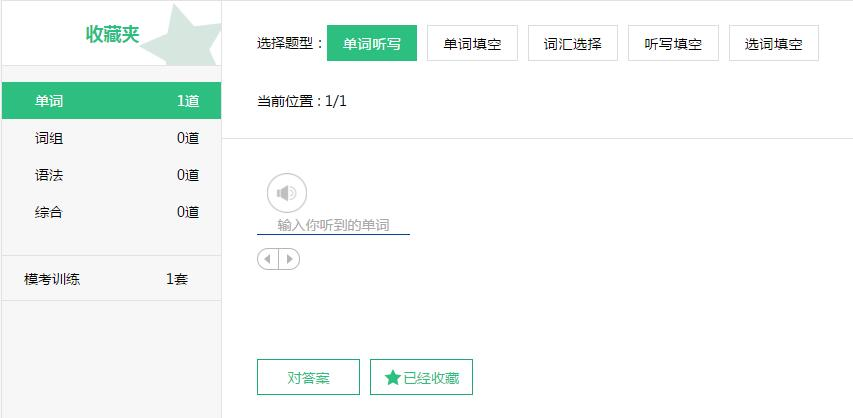 收藏夹
单词 1道
词组 0道
语法 0道
综合 0道
模考训练 1套
选择题型： 单词听写 单词填空 词汇选择 听写填空 选词填空
当前位置：1/1
输入你听到的单词
对答案 已经收藏